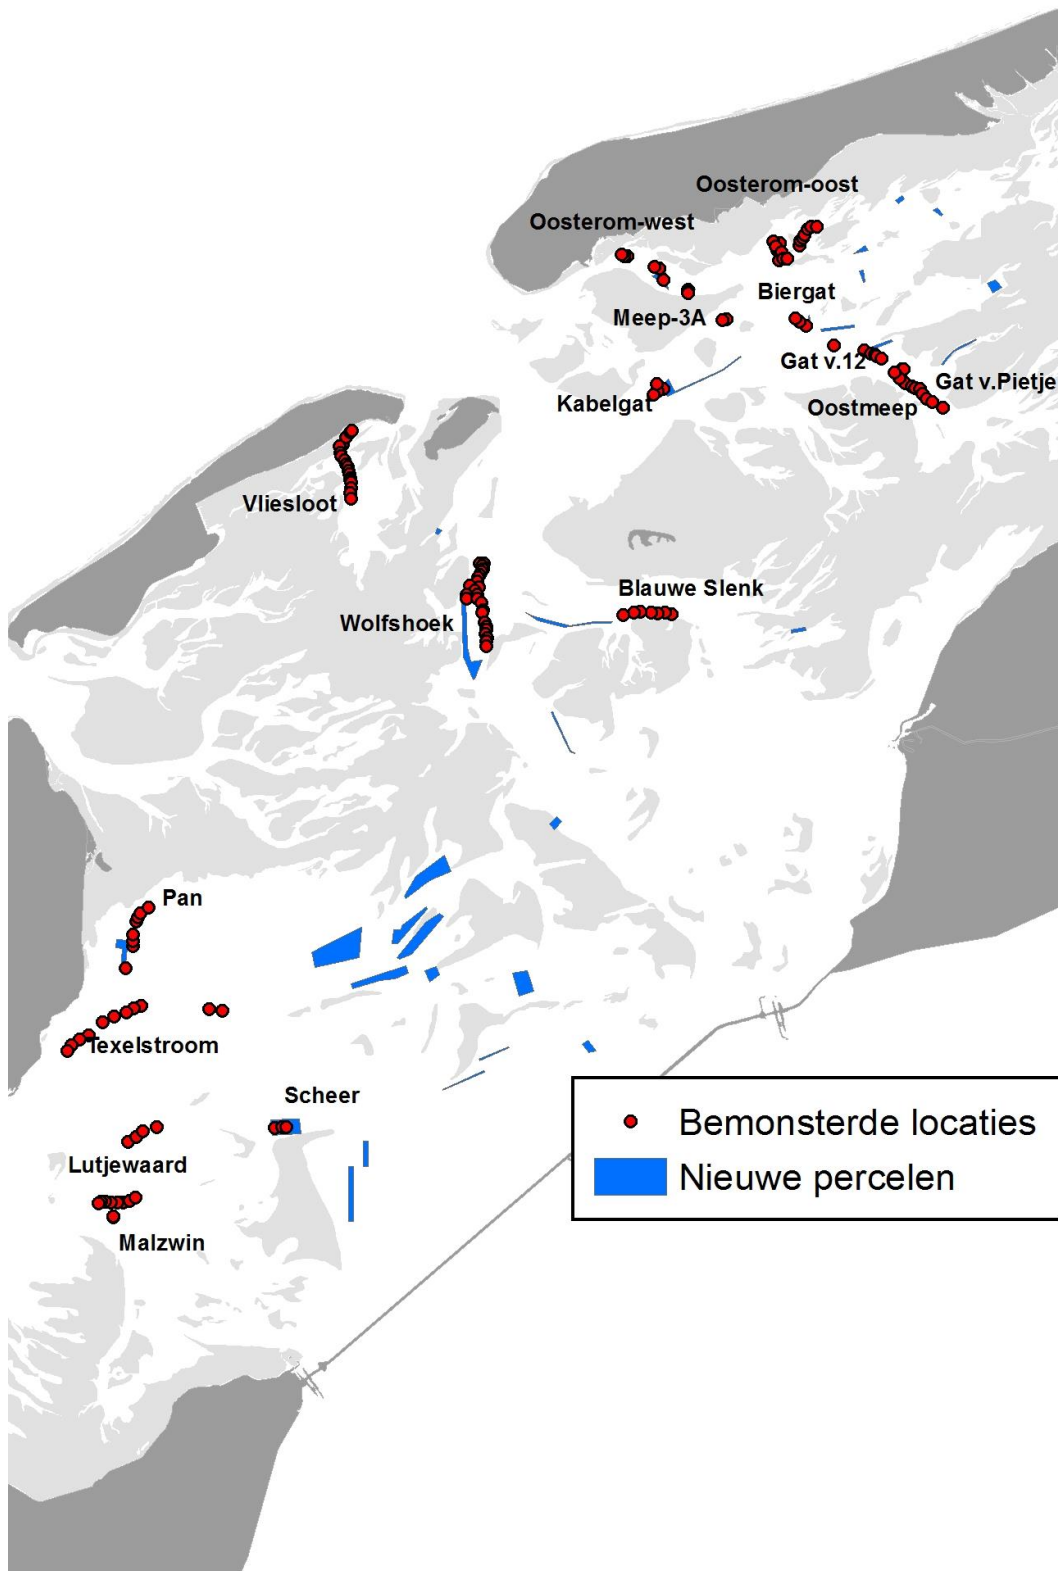 Oosterom-oost
Oosterom-west
Biergat
Meep-3A
Gat v.12
Gat v.Pietje
Kabelgat
Oostmeep
Vliesloot
Blauwe Slenk
Wolfshoek
Pan
Texelstroom
Scheer
Bemonsterde locaties
Nieuwe percelen
Lutjewaard
Malzwin